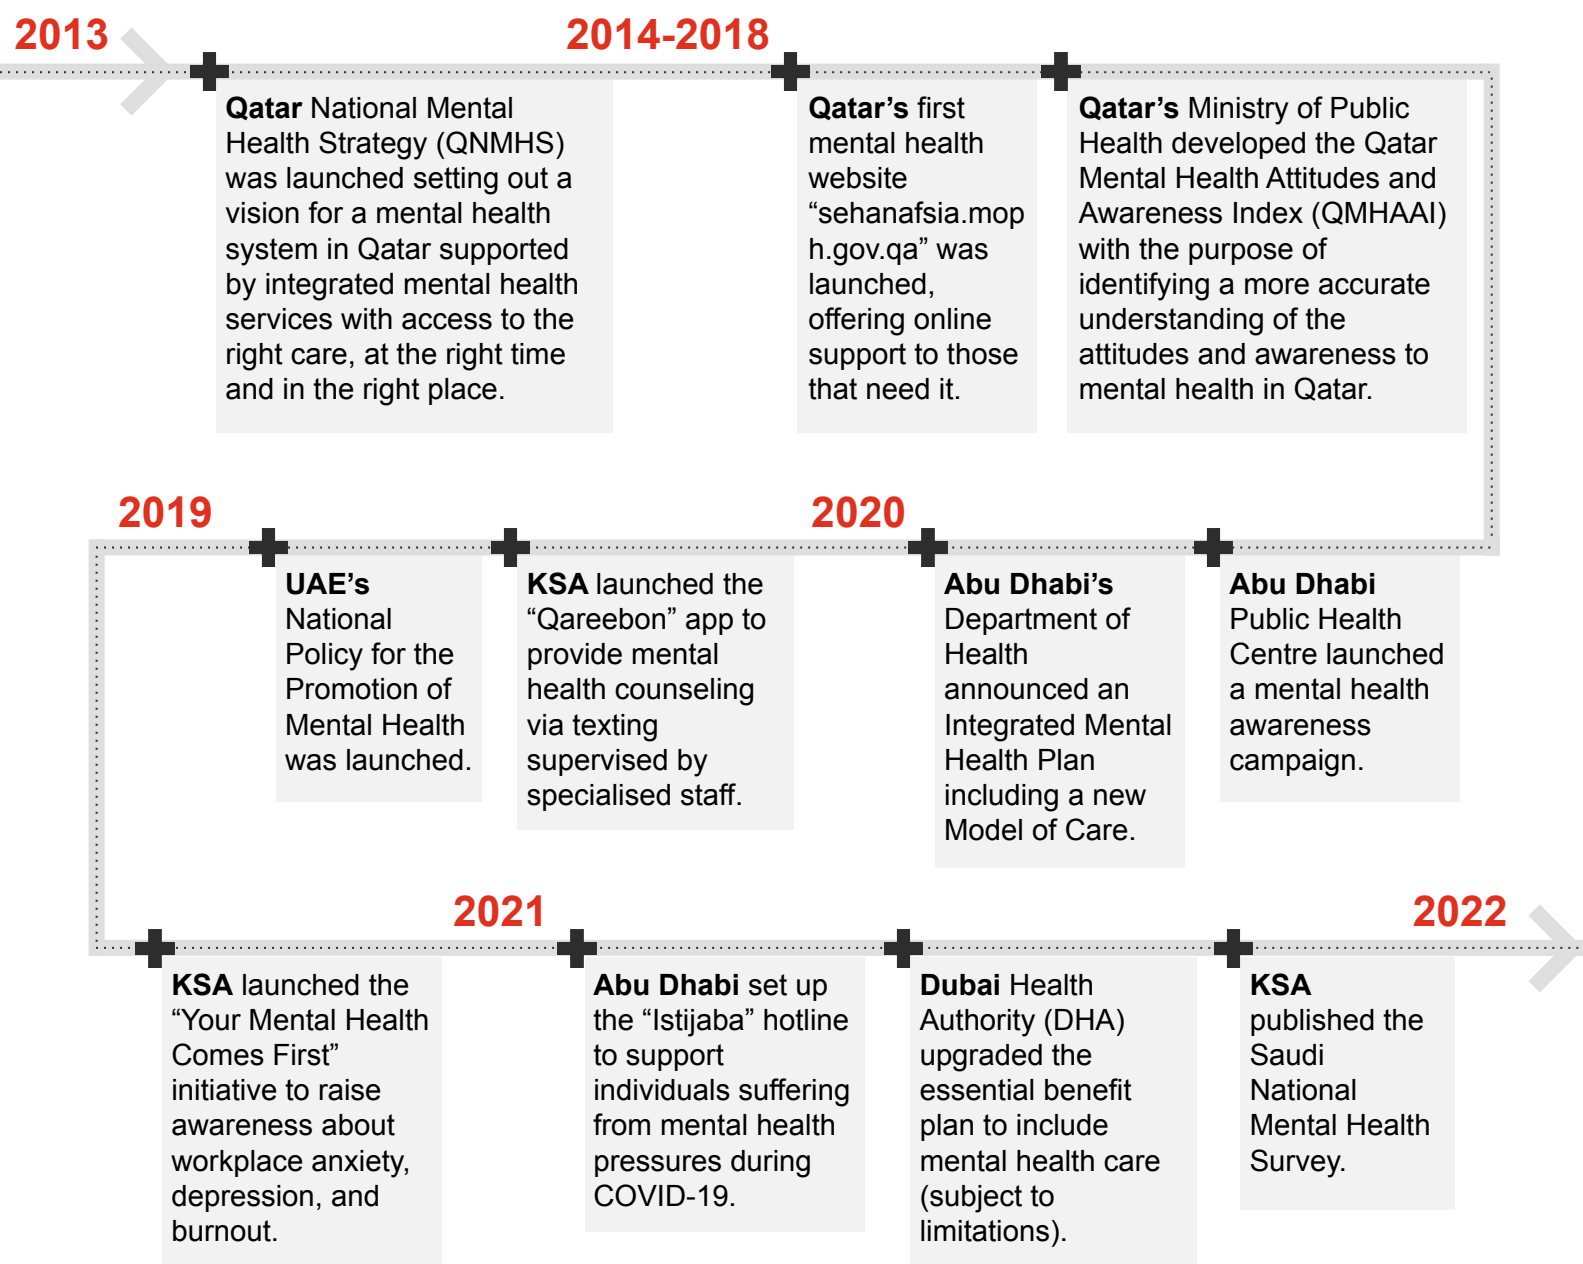 2013
Qatar National Mental
Health Strategy (QNMHS)
was launched setting out a
vision for a mental health
system in Qatar supported
by integrated mental health
services with access to the
right care, at the right time
and in the right place.
2014-2018
Qatar’s first
mental health
website
“sehanafsia.mop
h.gov.qa” was
launched,
offering online
support to those
that need it.
Qatar’s Ministry of Public
Health developed the Qatar
Mental Health Attitudes and
Awareness Index (QMHAAI)
with the purpose of
identifying a more accurate
understanding of the
attitudes and awareness to
mental health in Qatar.
2019
UAE’s
National
Policy for the
Promotion of
Mental Health
was launched.
KSA launched the
“Qareebon” app to
provide mental
health counseling
via texting
supervised by
specialised staff.
2020
Abu Dhabi’s
Department of
Health
announced an
Integrated Mental
Health Plan
including a new
Model of Care.
Abu Dhabi
Public Health
Centre launched
a mental health
awareness
campaign.
KSA launched the
“Your Mental Health
Comes First”
initiative to raise
awareness about
workplace anxiety,
depression, and
burnout.
2021
Abu Dhabi set up
the “Istijaba” hotline
to support
individuals suffering
from mental health
pressures during
COVID-19.
Dubai Health
Authority (DHA)
upgraded the
essential benefit
plan to include
mental health care
(subject to
limitations).
2022
KSA
published the
Saudi
National
Mental Health
Survey.